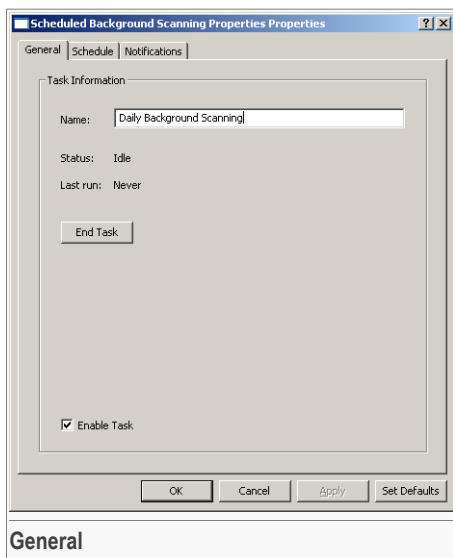 Scheduled Background Scanning Properties Properties
General Schedule Notifications
Task Information
Name: Daily Background Scanning
Status: Idle
Last run: Never
End Task
Enable Task
OK Cancel Apply Set Defaults
General